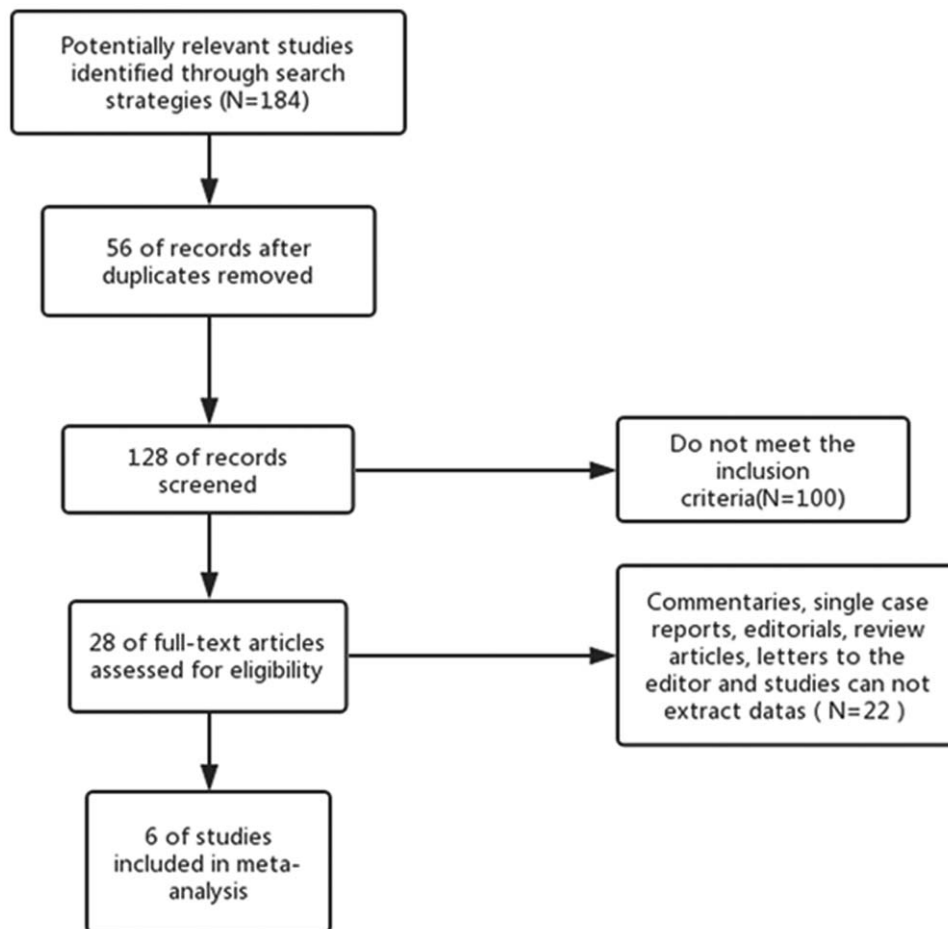 Potentially relevant studies
identified through search
strategies (N=184)
56 of records after
duplicates removed
128 of records
screened
Do not meet the
inclusion
criteria(N=100)
28 of full-text articles
assessed for eligibility
Commentaries, single case
reports, editorials, review
articles, letters to the
editor and studies can not
extract datas ( N=22 )
6 of studies
included in meta-
analysis